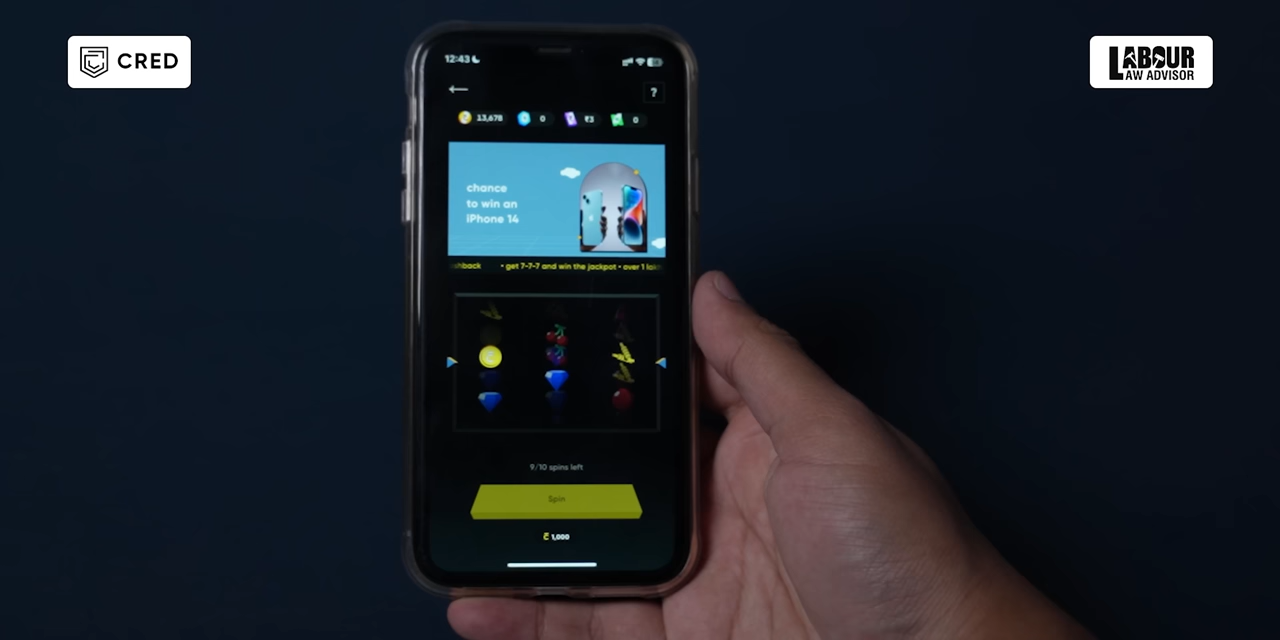 CRED
LABOUR
LAW ADVISOR
12:43
?
13,678 0 ₹3 0
chance
to win an
iPhone 14
hback • get 7-7-7 and win the jackpot • over 1 lak
9/10 spins left
Spin
1,000